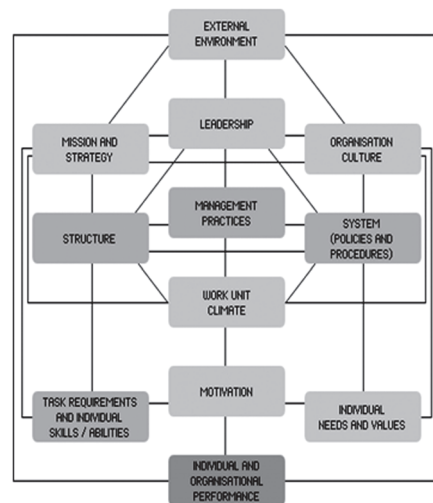 EXTERNAL
ENVIRONMENT
LEADERSHIP
MISSION AND
STRATEGY
ORGANISATION
CULTURE
MANAGEMENT
PRACTICES
STRUCTURE
SYSTEM
(POLICIES AND
PROCEDURES)
WORK UNIT
CLIMATE
MOTIVATION
TASK REQUIREMENTS
AND INDIVIDUAL
SKILLS / ABILITIES
INDIVIDUAL
NEEDS AND VALUES
INDIVIDUAL AND
ORGANISATIONAL
PERFORMANCE